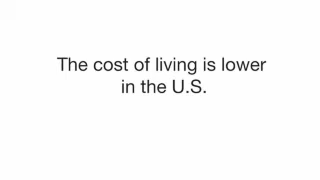 The cost of living is lower
in the U.S.